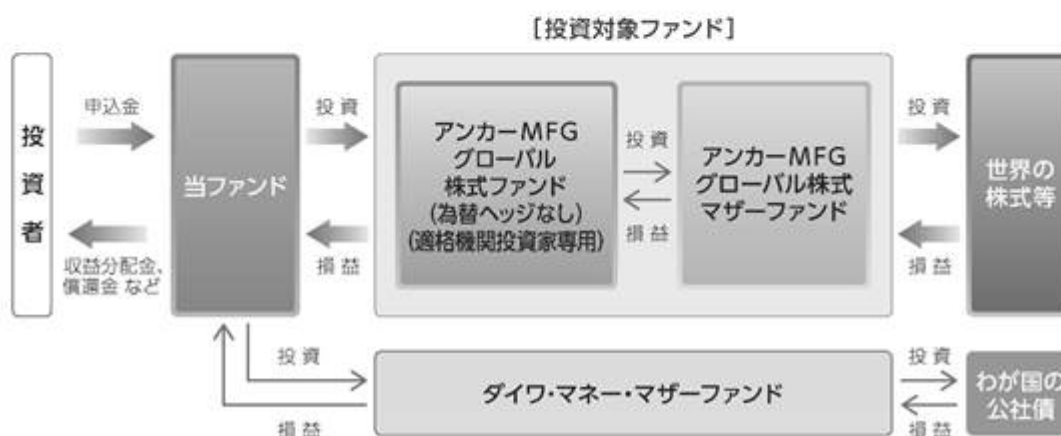 [投資対象ファンド]
投資者
申込金
収益分配金、
償還金 など
当ファンド
投資
損益
アンカーMFG
グローバル
株式ファンド
(為替ヘッジなし)
(適格機関投資家専用)
投資
損益
アンカーMFG
グローバル株式
マザーファンド
投資
損益
世界の
株式等
投資
損益
ダイワ・マネー・マザーファンド
投資
損益
わが国の
公社債